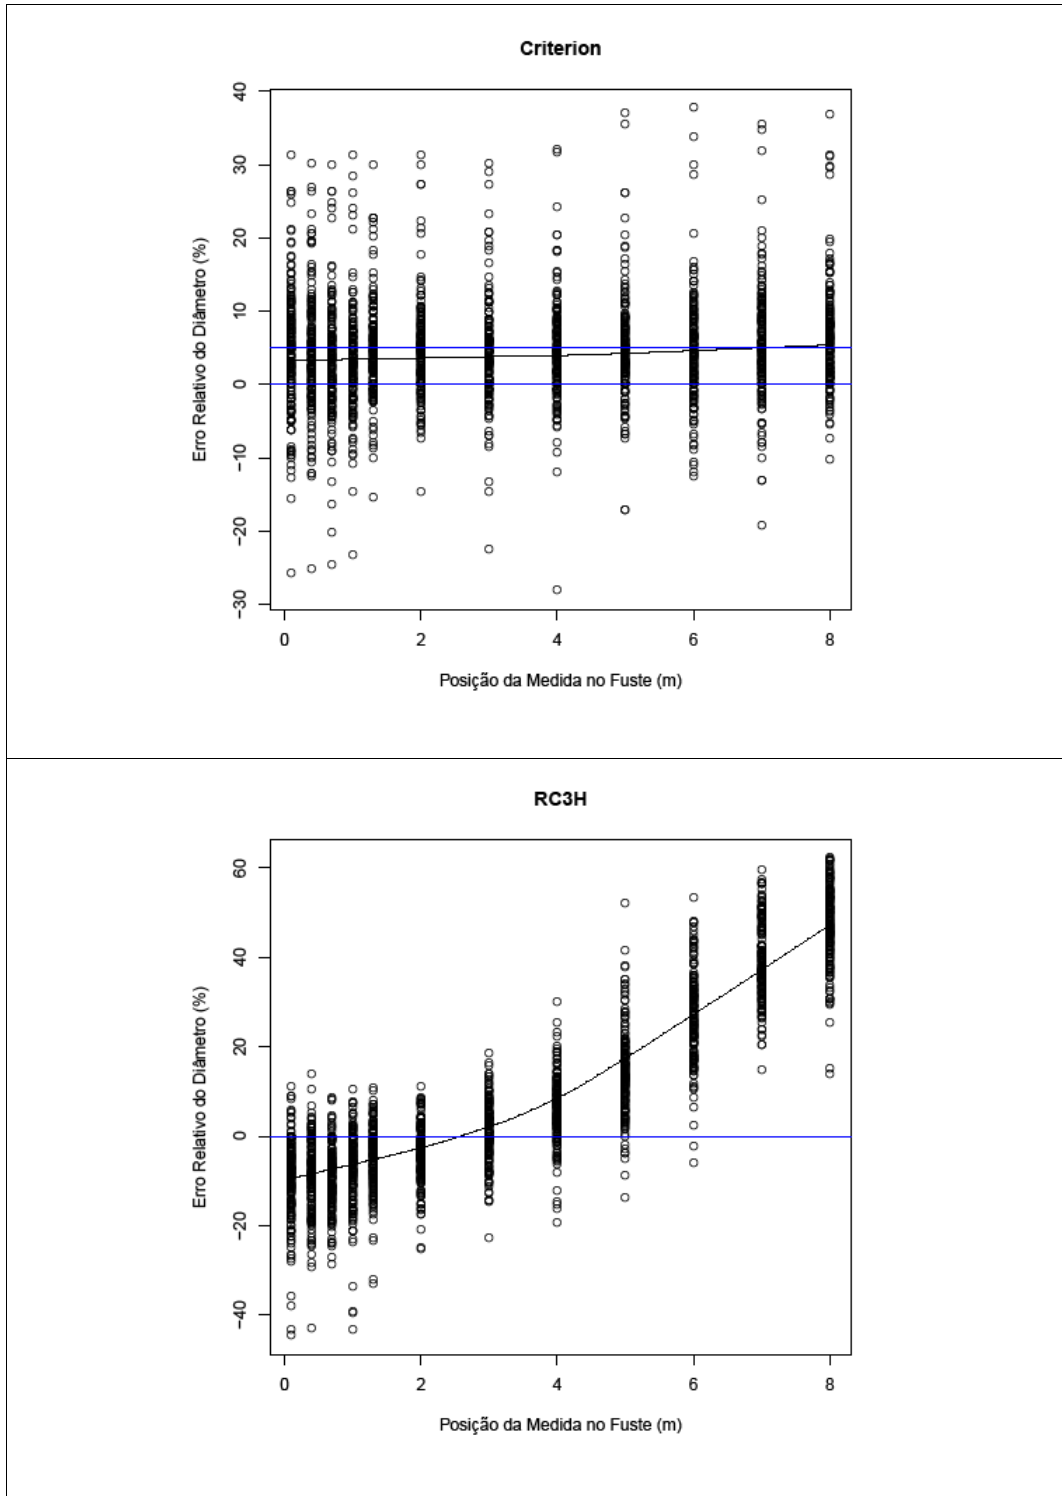 Criterion
Erro Relativo do Diâmetro (%)
40
30
20
10
0
−10
−20
−30
0 2 4 6 8
Posição da Medida no Fuste (m)
RC3H
Erro Relativo do Diâmetro (%)
60
40
20
0
−20
−40
0 2 4 6 8
Posição da Medida no Fuste (m)